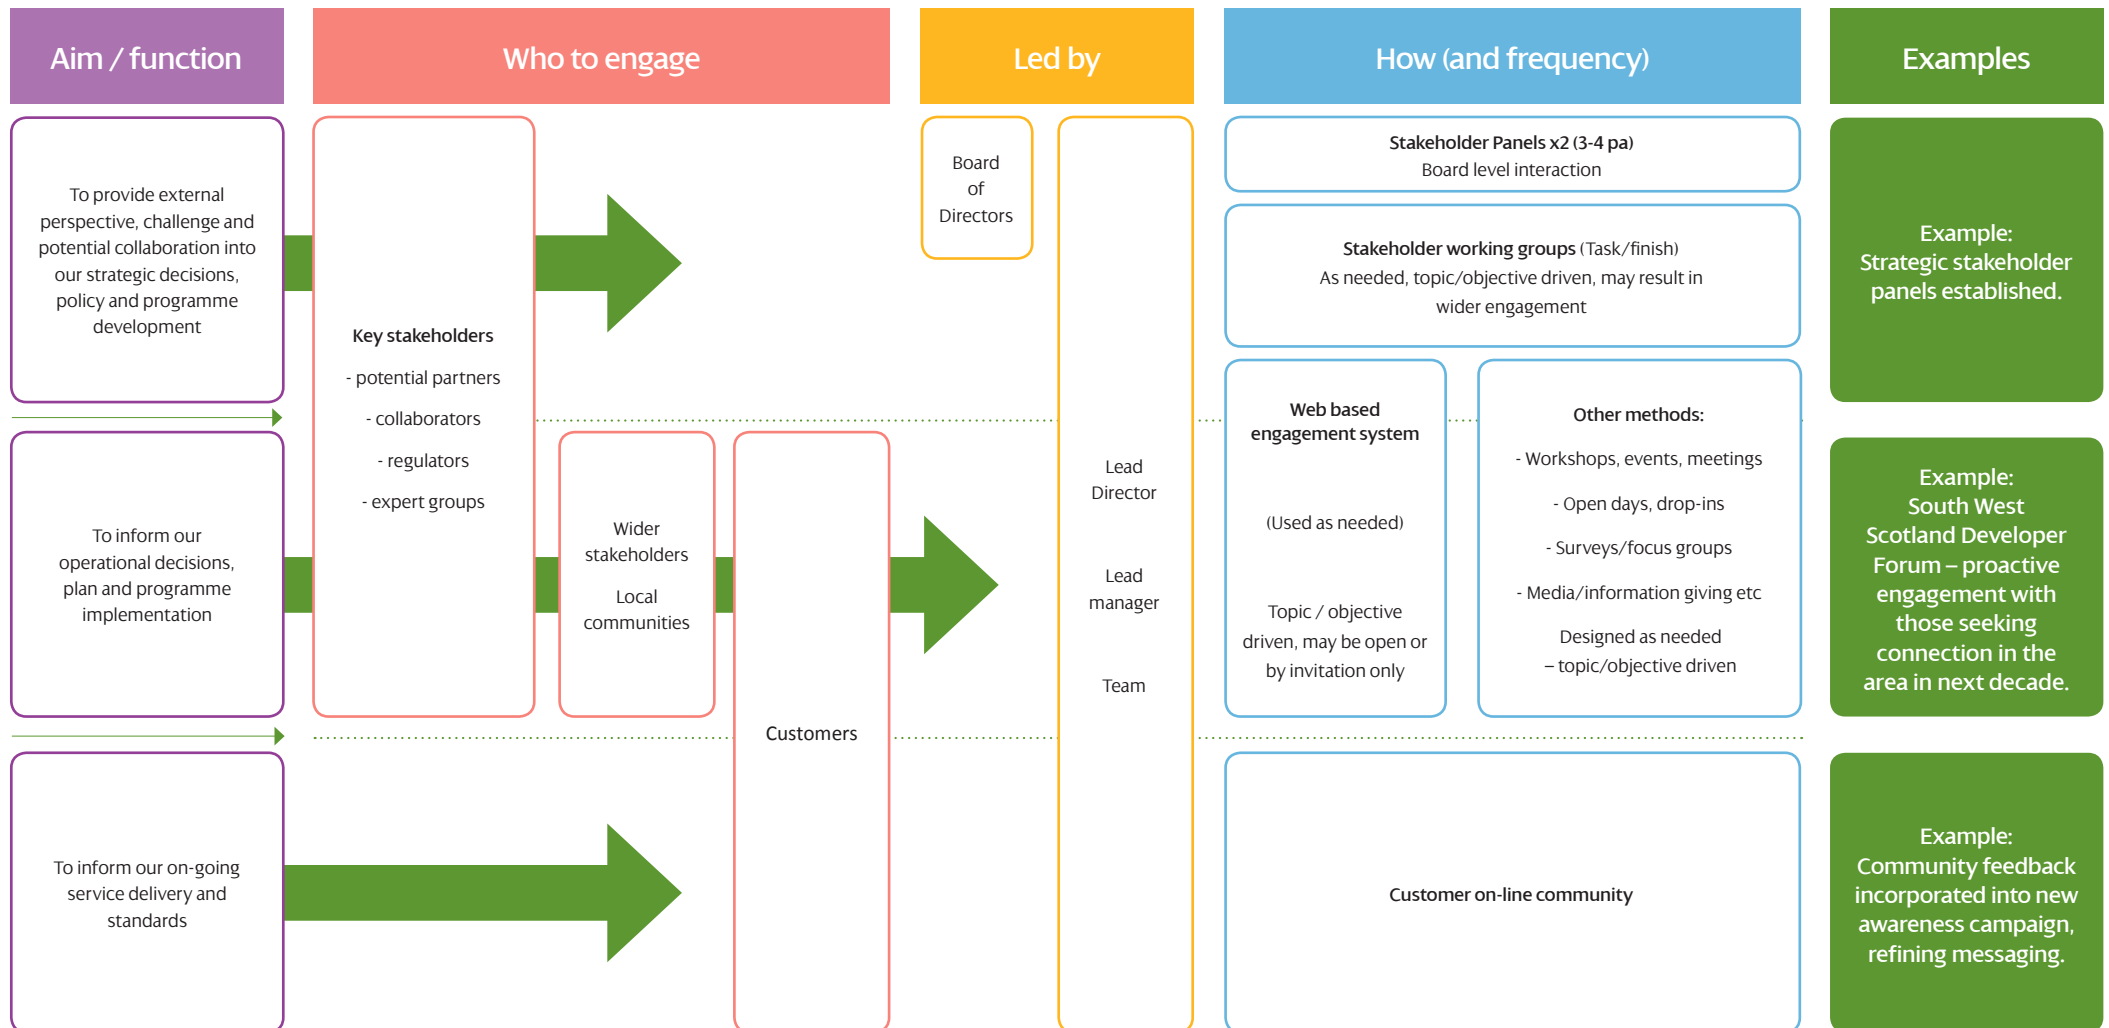 Aim / function
Who to engage
Led by
How (and frequency)
Examples
To provide external
perspective, challenge and
potential collaboration into
our strategic decisions,
policy and programme
development
To inform our
operational decisions,
plan and programme
implementation
To inform our on-going
service delivery and
standards
Key stakeholders
- potential partners
- collaborators
- regulators
- expert groups
Wider
stakeholders
Local
communities
Customers
Board
of
Directors
Lead
Director
Lead
manager
Team
Stakeholder Panels x2 (3-4 pa)
Board level interaction
Stakeholder working groups (Task/finish)
As needed, topic/objective driven, may result in
wider engagement
Web based
engagement system
(Used as needed)
Topic / objective
driven, may be open or
by invitation only
Other methods:
- Workshops, events, meetings
- Open days, drop-ins
- Surveys/focus groups
- Media/information giving etc
Designed as needed
– topic/objective driven
Customer on-line community
Example:
Strategic stakeholder
panels established.
Example:
South West
Scotland Developer
Forum – proactive
engagement with
those seeking
connection in the
area in next decade.
Example:
Community feedback
incorporated into new
awareness campaign,
refining messaging.